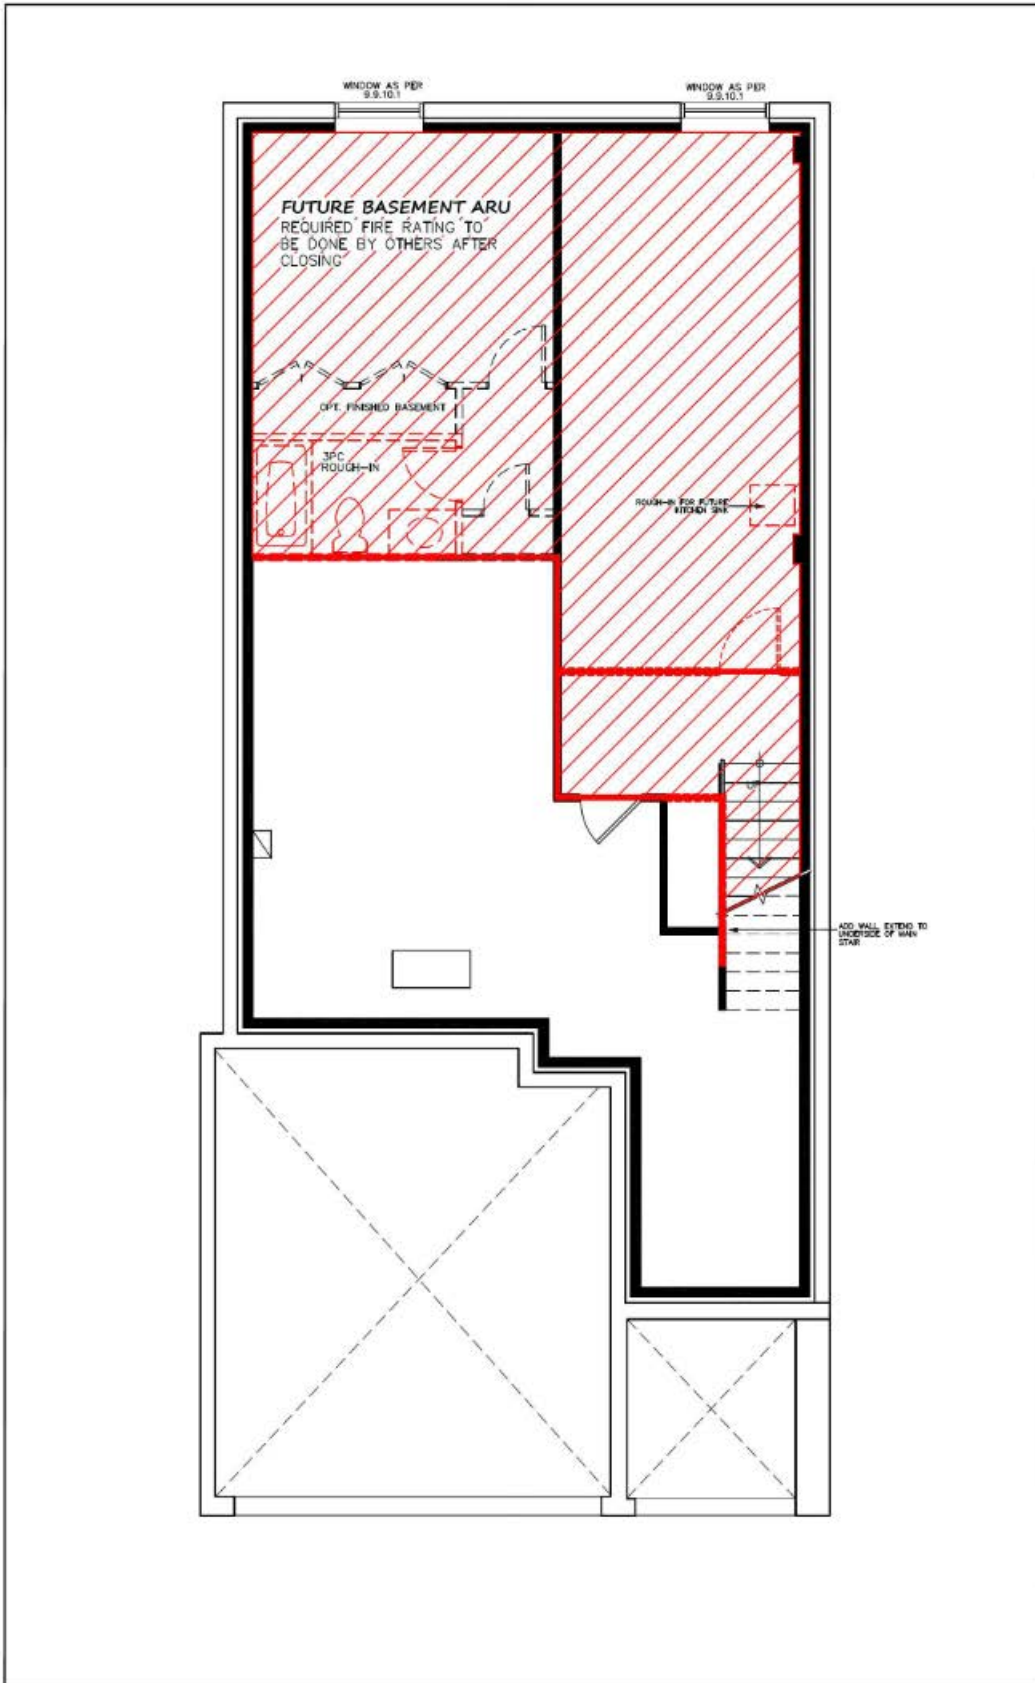 WINDOW AS PER
9.9.10.1
WINDOW AS PER
9.9.10.1
FUTURE BASEMENT ARU
REQUIRED FIRE RATING TO
BE DONE BY OTHERS AFTER
CLOSING
OPT. FINISHED BASEMENT
3PC
ROUGH-IN
ROUGH-IN FOR FUTURE
KITCHEN SINK
ADD WALL EXTEND TO
UNDERSIDE OF MAIN
STAIR